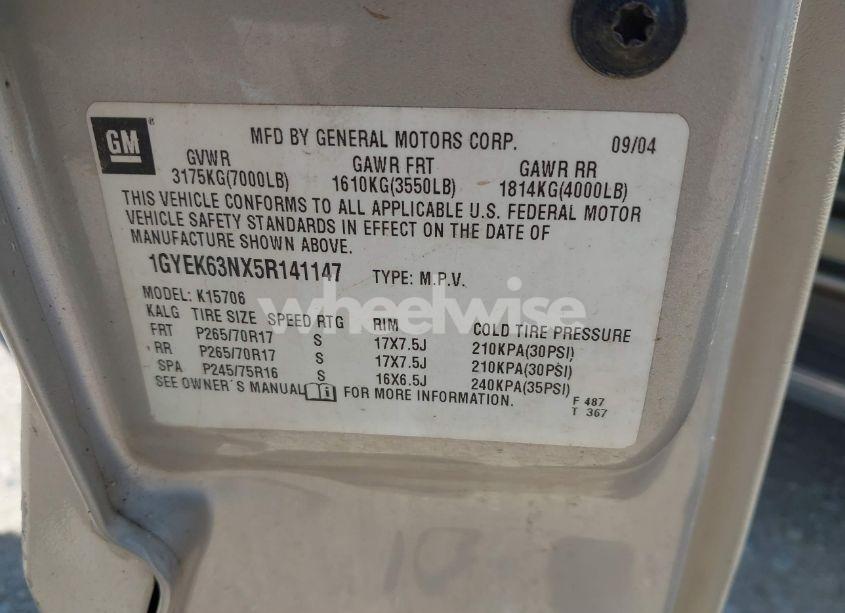 GM
MFD BY GENERAL MOTORS CORP. 09/04
GVWR GAWR FRT GAWR RR
3175KG(7000LB) 1610KG(3550LB) 1814KG(4000LB)
THIS VEHICLE CONFORMS TO ALL APPLICABLE U.S. FEDERAL MOTOR
VEHICLE SAFETY STANDARDS IN EFFECT ON THE DATE OF
MANUFACTURE SHOWN ABOVE.
1GYEK63NX5R141147 TYPE: M.P.V.
MODEL: K15706
wheelwise
KALG TIRE SIZE SPEED RTG RIM COLD TIRE PRESSURE
FRT P265/70R17 S 17X7.5J 210KPA(30PSI)
RR P265/70R17 S 17X7.5J 210KPA(30PSI)
SPA P245/75R16 S 16X6.5J 240KPA(35PSI)
SEE OWNER'S MANUAL FOR MORE INFORMATION.
F 487
T 367